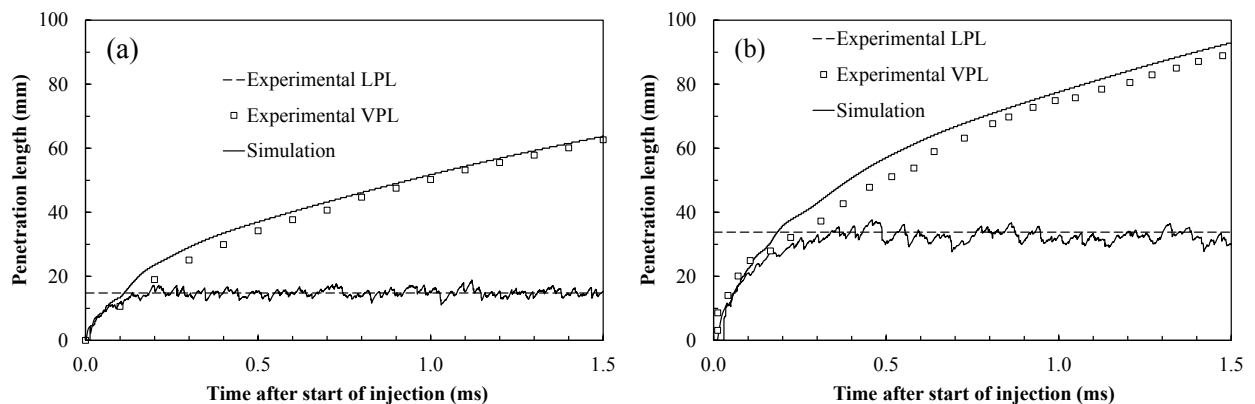 100
80
60
40
20
0
Penetration length (mm)
(a)
Experimental LPL
Experimental VPL
Simulation
0.0
0.5
1.0
1.5
Time after start of injection (ms)
100
80
60
40
20
0
Penetration length (mm)
(b)
Experimental LPL
Experimental VPL
Simulation
0.0
0.5
1.0
1.5
Time after start of injection (ms)